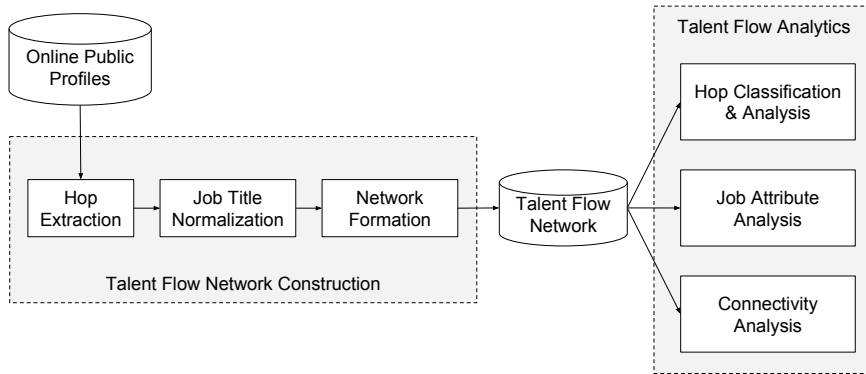 Online Public
Profiles
Hop
Extraction
Job Title
Normalization
Network
Formation
Talent Flow Network Construction
Talent Flow
Network
Talent Flow Analytics
Hop Classification
& Analysis
Job Attribute
Analysis
Connectivity
Analysis